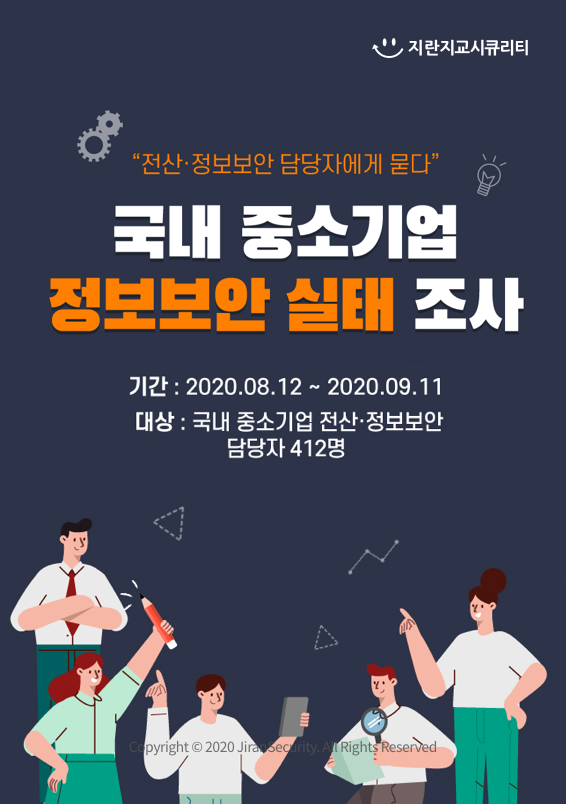 지란지교시큐리티
“전산·정보보안 담당자에게 묻다”
국내 중소기업
정보보안 실태 조사
기간 : 2020.08.12 ~ 2020.09.11
대상 : 국내 중소기업 전산·정보보안
담당자 412명
Copyright © 2020 JiranSecurity. All Rights Reserved